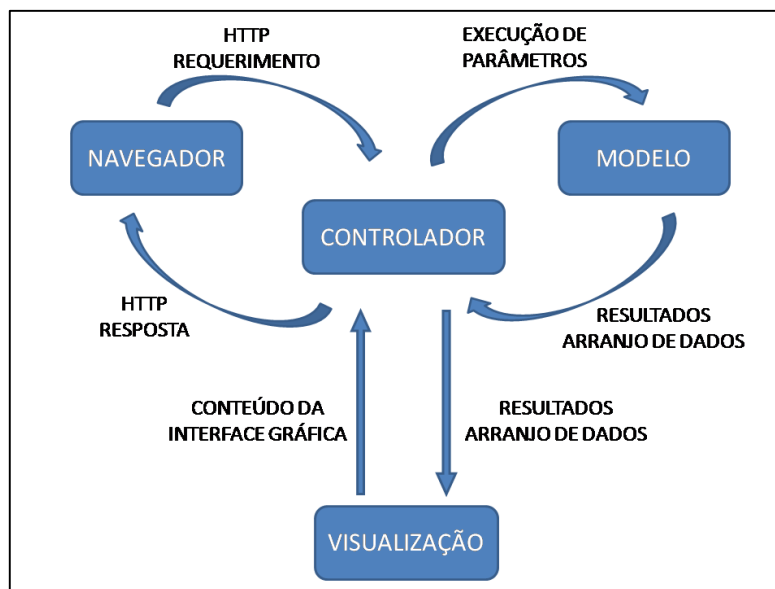 HTTP
REQUERIMENTO
EXECUÇÃO DE
PARÂMETROS
NAVEGADOR
MODELO
CONTROLADOR
HTTP
RESPOSTA
RESULTADOS
ARRANJO DE DADOS
CONTEÚDO DA
INTERFACE GRÁFICA
RESULTADOS
ARRANJO DE DADOS
VISUALIZAÇÃO